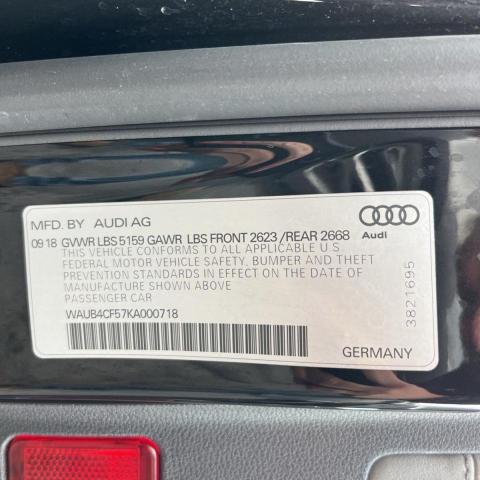 MFD. BY AUDI AG
Audi
09 18 GVWR LBS 5159 GAWR LBS FRONT 2623 /REAR 2668
THIS VEHICLE CONFORMS TO ALL APPLICABLE U S
FEDERAL MOTOR VEHICLE SAFETY, BUMPER AND THEFT
PREVENTION STANDARDS IN EFFECT ON THE DATE OF
MANUFACTURE SHOWN ABOVE
PASSENGER CAR
WAUB4CF57KA000718
GERMANY
3821695